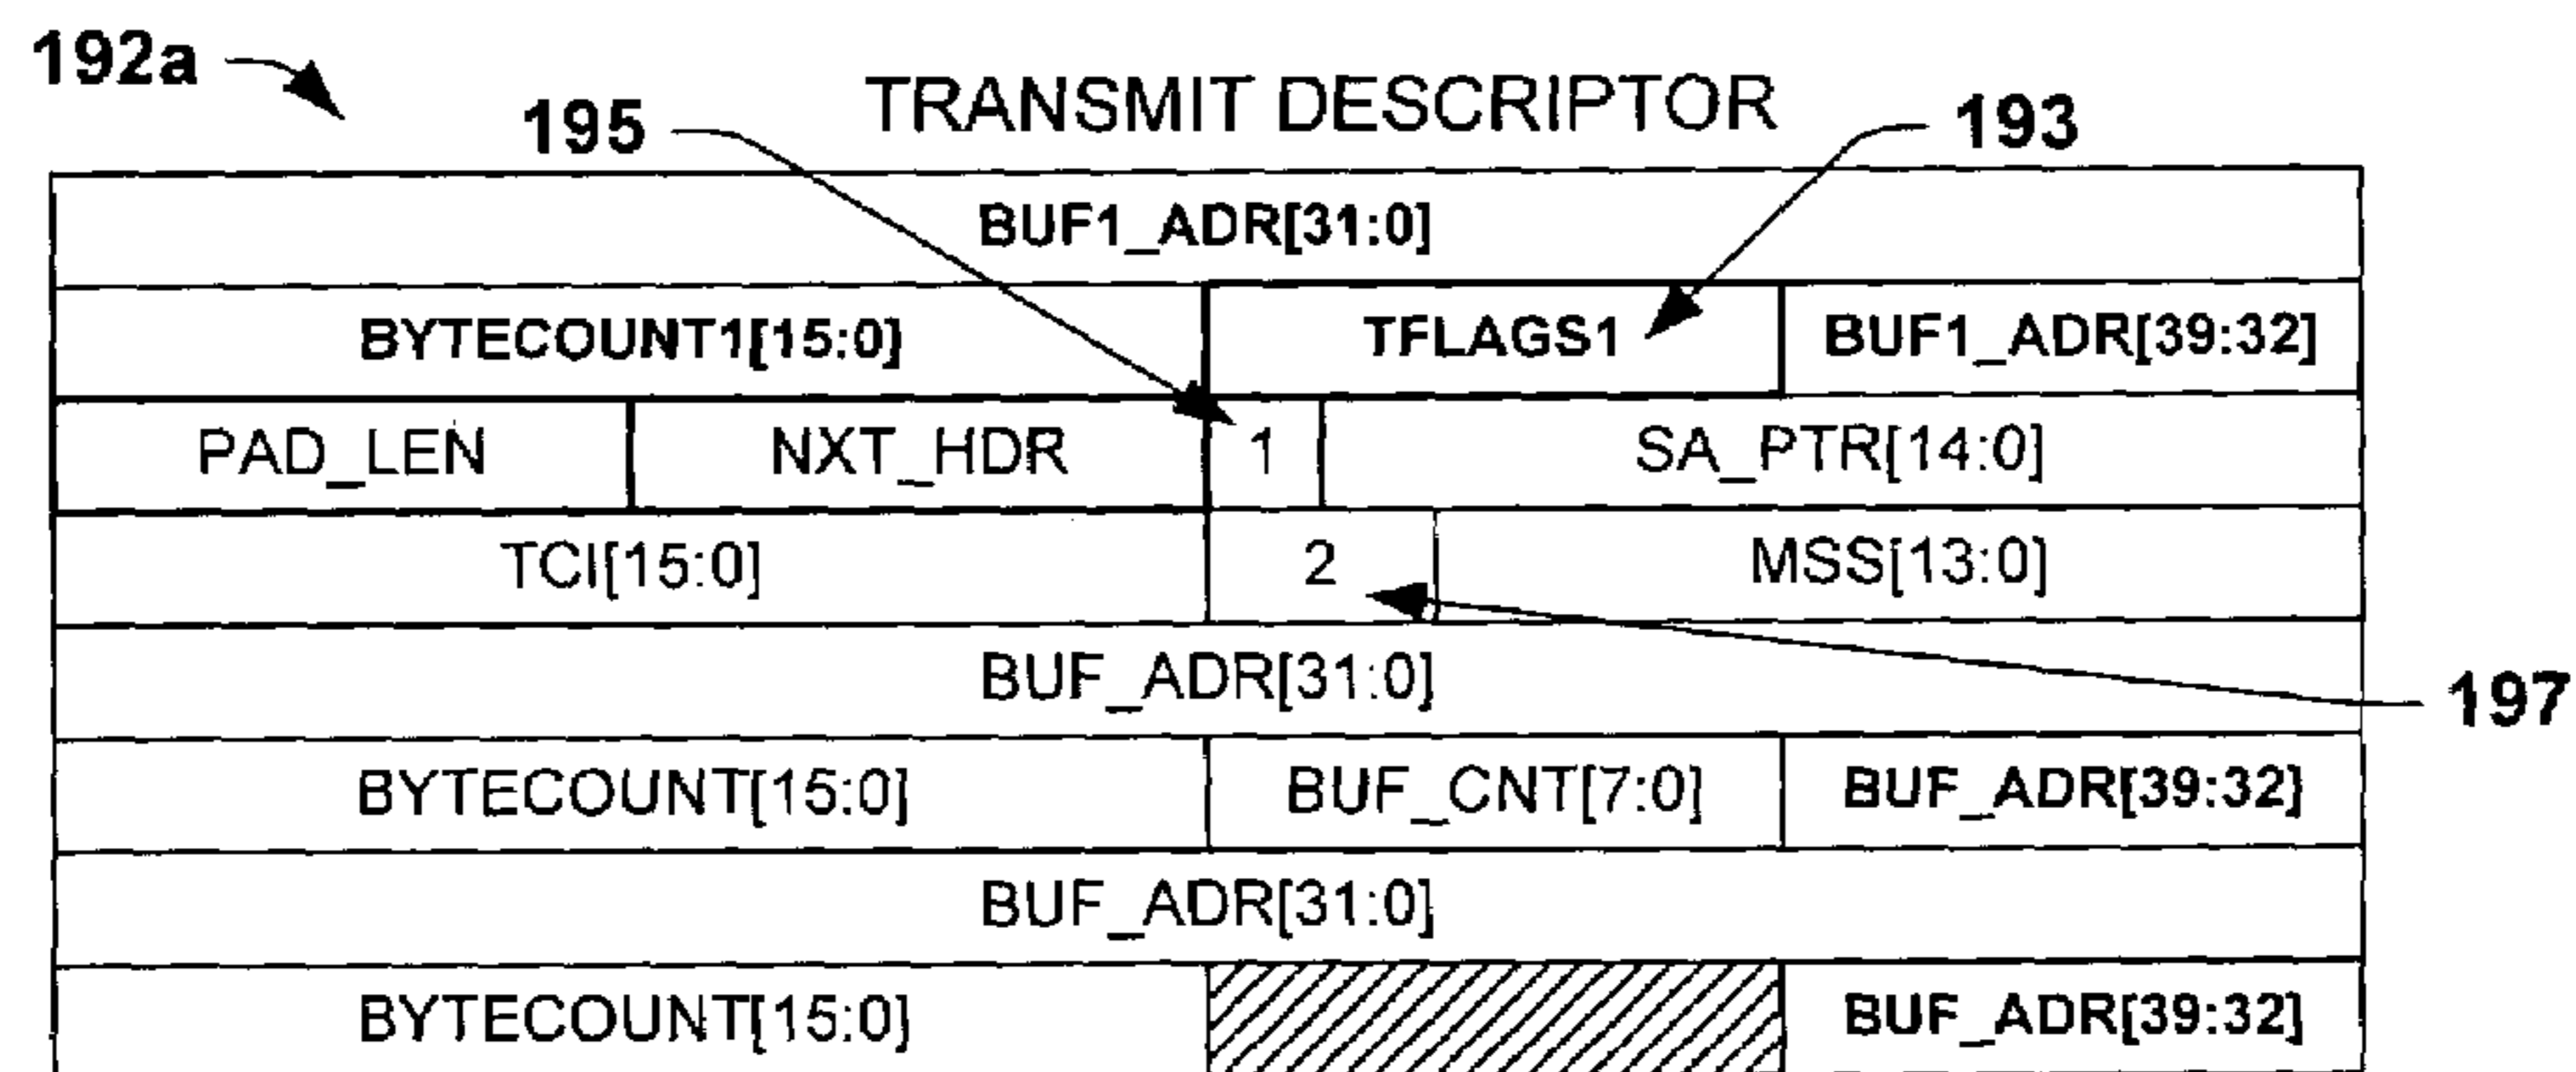 192a
TRANSMIT DESCRIPTOR
195
193
BUF1_ADR[31:0]
BYTECOUNT1[15:0] TFLAGS1 BUF1_ADR[39:32]
PAD_LEN NXT_HDR 1 SA_PTR[14:0]
TCI[15:0] 2 MSS[13:0]
BUF_ADR[31:0]
197
BYTECOUNT[15:0] BUF_CNT[7:0] BUF_ADR[39:32]
BUF_ADR[31:0]
BYTECOUNT[15:0] BUF_ADR[39:32]